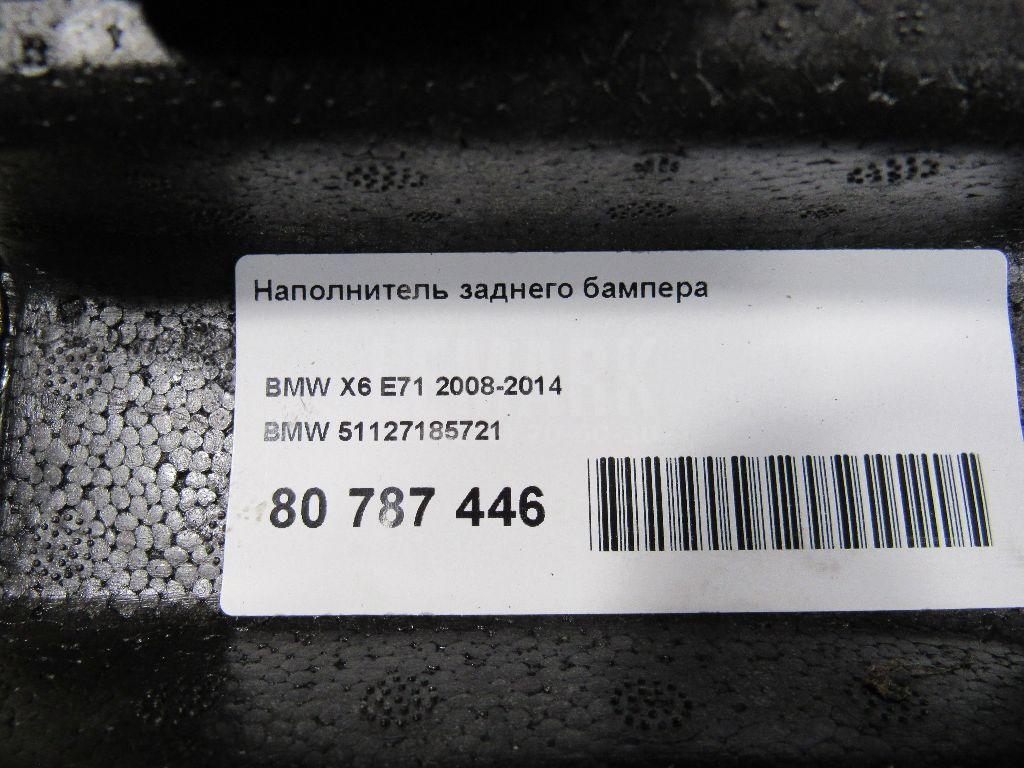 Наполнитель заднего бампера
BMW X6 E71 2008-2014
BMW 51127185721
80 787 446